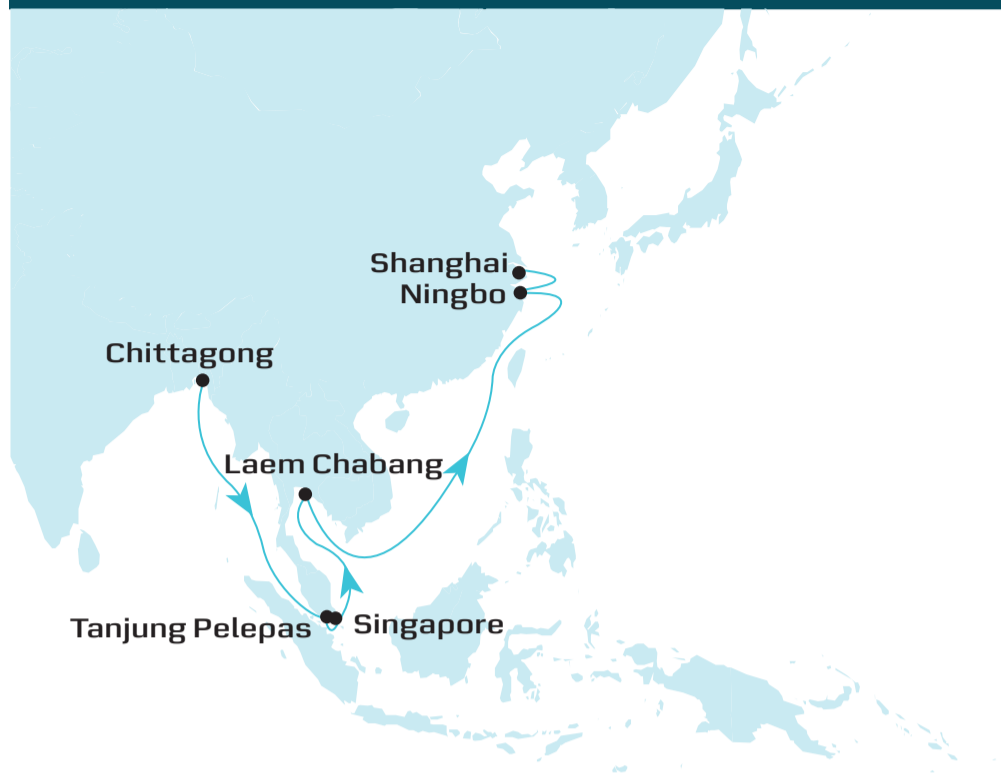 Shanghai
Ningbo
Chittagong
Laem Chabang
Tanjung Pelepas
Singapore